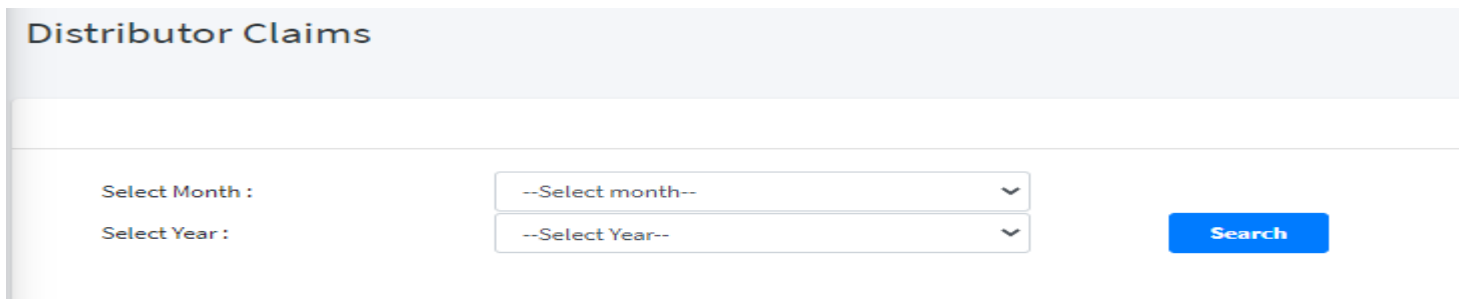 Distributor Claims
Select Month :
--Select month--
Select Year :
--Select Year--
Search